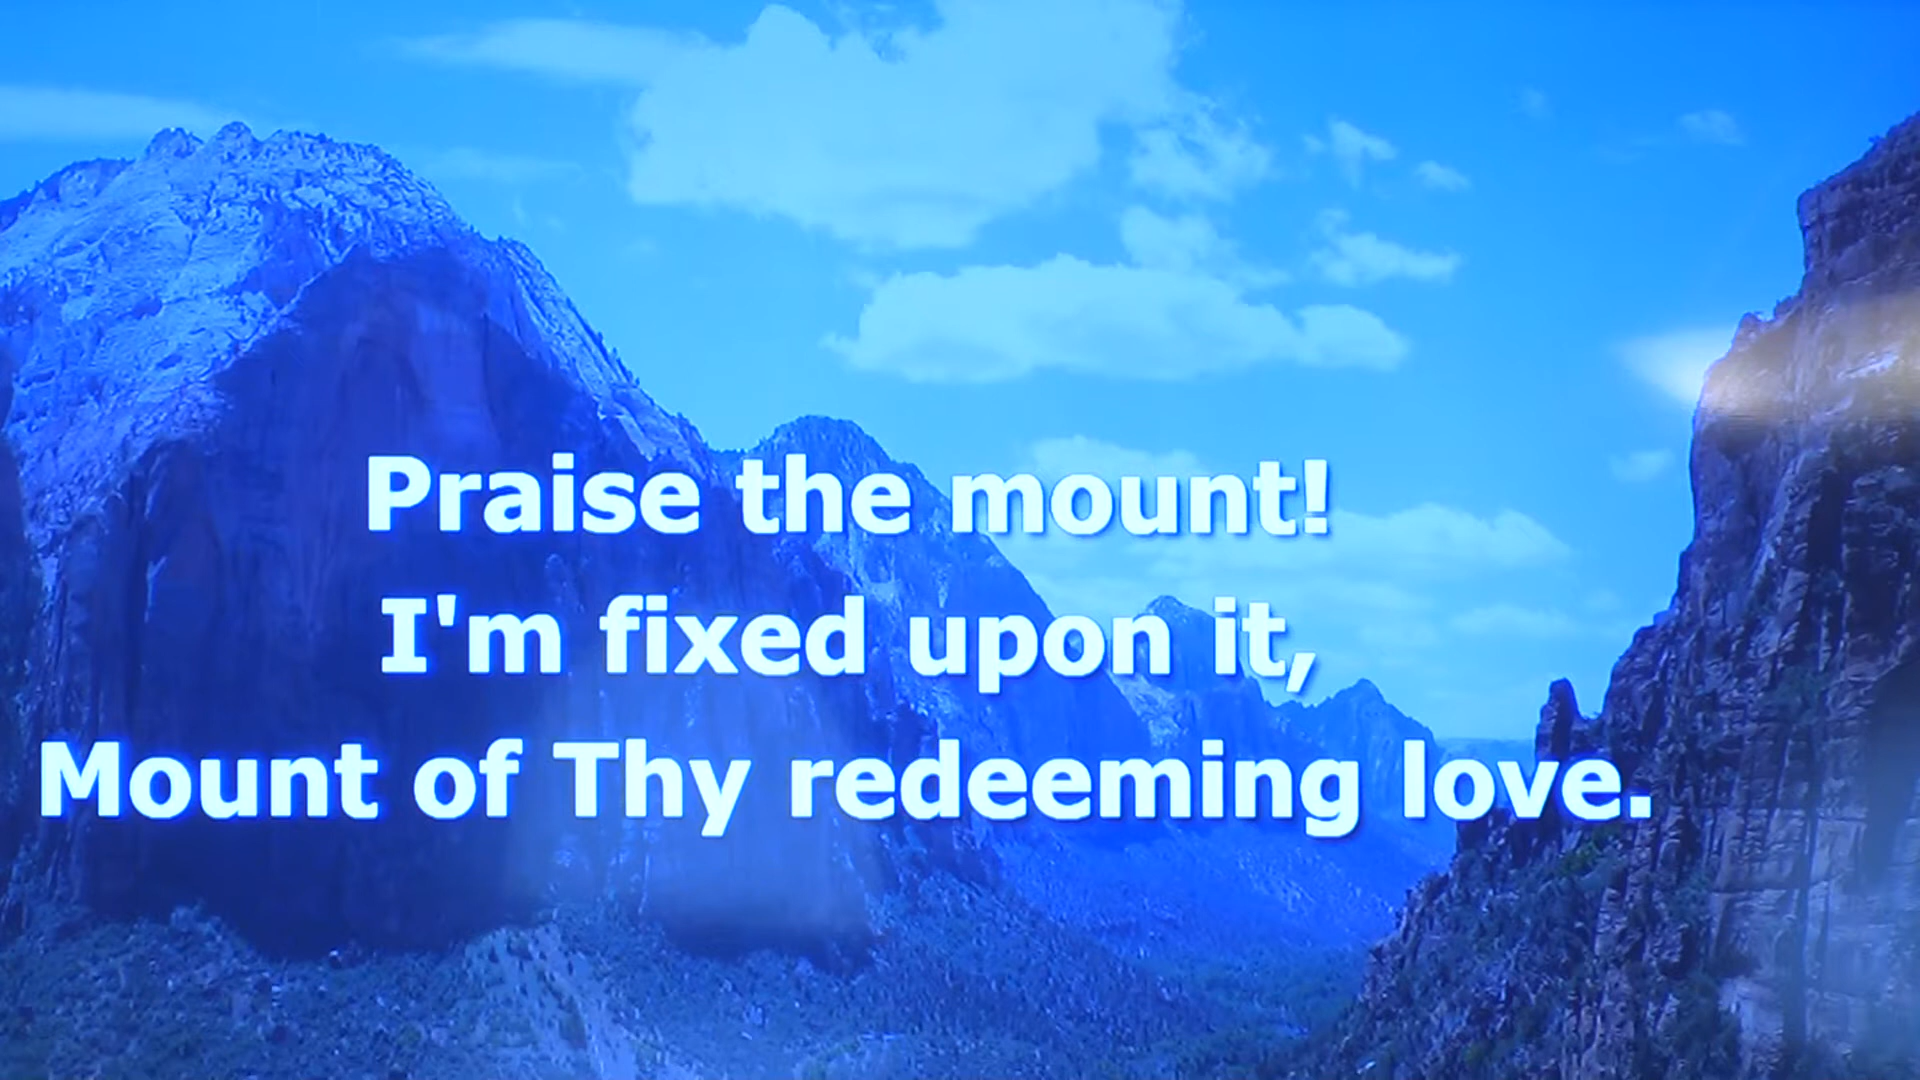 Praise the mount!
I'm fixed upon it,
Mount of Thy redeeming love.